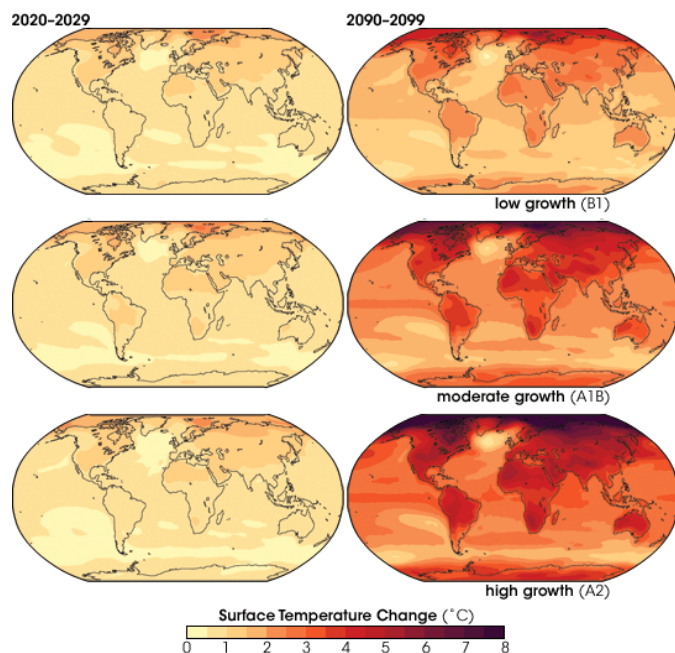 2020–2029
2090–2099
low growth (B1)
moderate growth (A1B)
high growth (A2)
Surface Temperature Change (˚C)
0 1 2 3 4 5 6 7 8